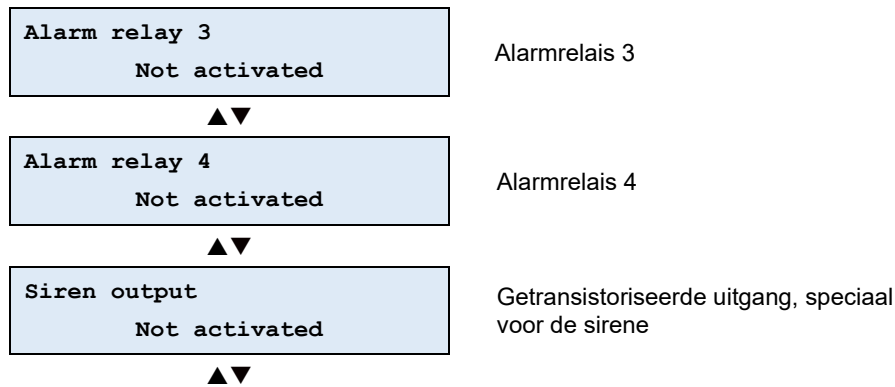 Alarm relay 3
Not activated
Alarmrelais 3
▲▼
Alarm relay 4
Not activated
Alarmrelais 4
▲▼
Siren output
Not activated
Getransistoriseerde uitgang, speciaal
voor de sirene
▲▼